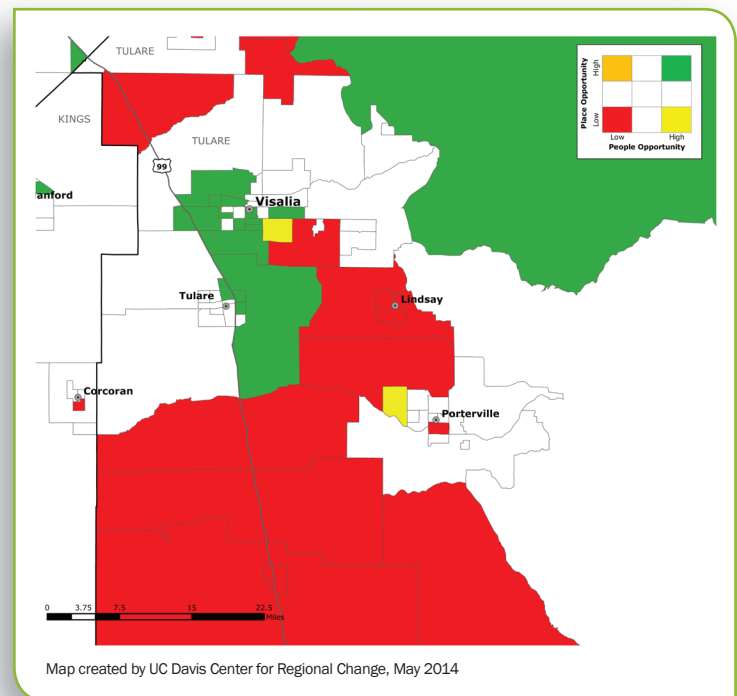 TULARE
KINGS
TULARE
99
anford
Visalia
Tulare
Lindsay
Corcoran
Porterville
Place Opportunity
High
Low
Low
High
People Opportunity
0 3.75 7.5 15 22.5
Miles
Map created by UC Davis Center for Regional Change, May 2014